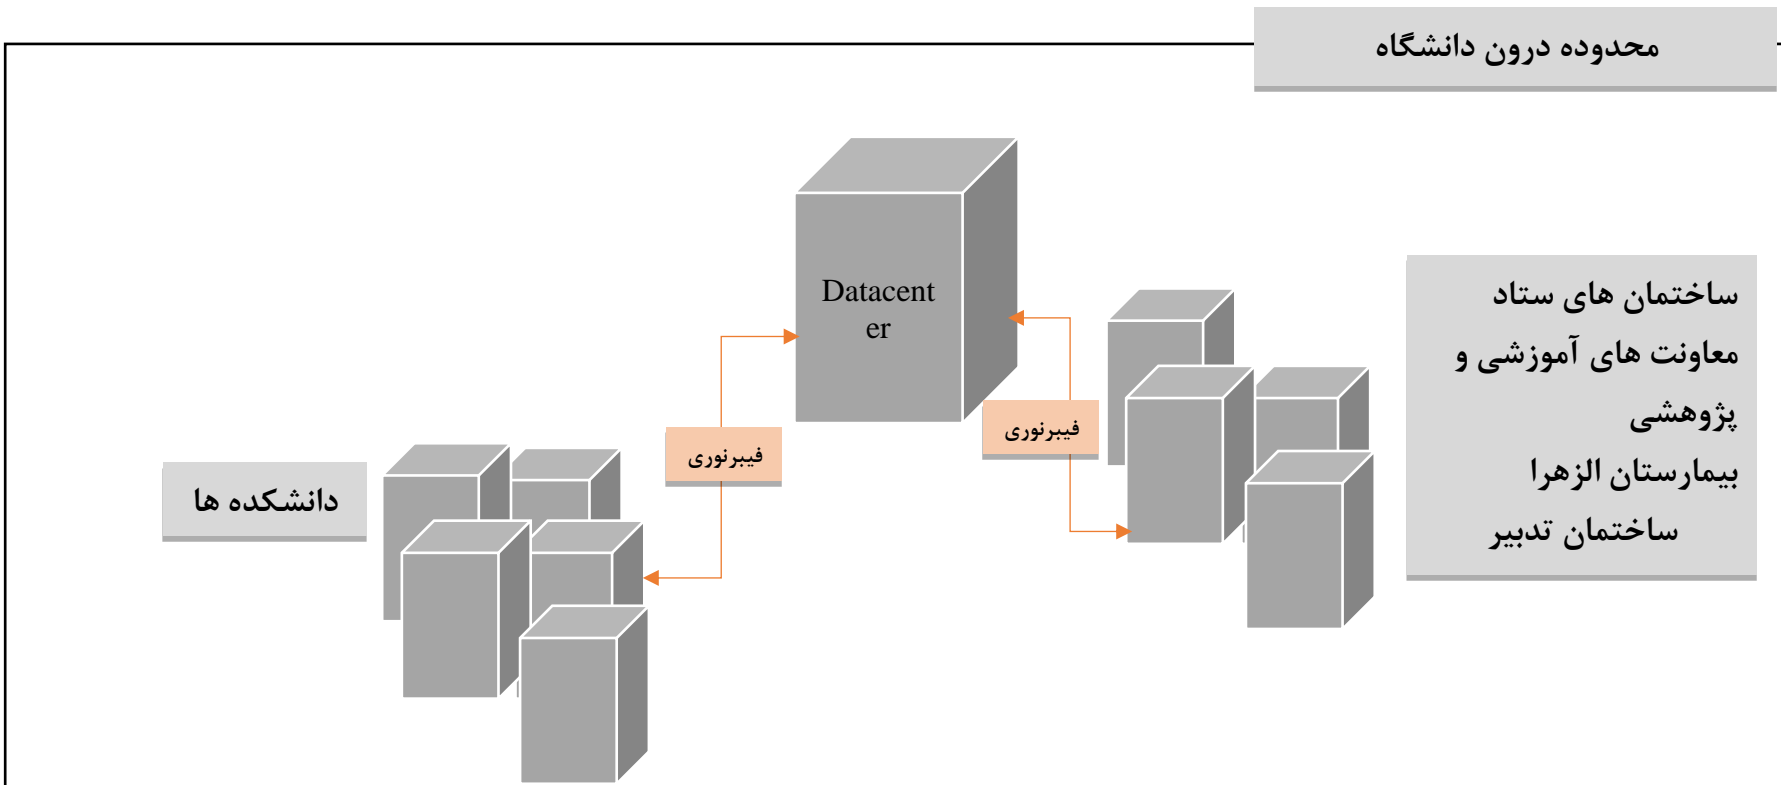 محدوده درون دانشگاه
Datacent
er
ساختمان های ستاد
معاونت های آموزشی و
پژوهشی
بیمارستان الزهرا
ساختمان تدبیر
فیبرنوری
فیبرنوری
دانشکده ها